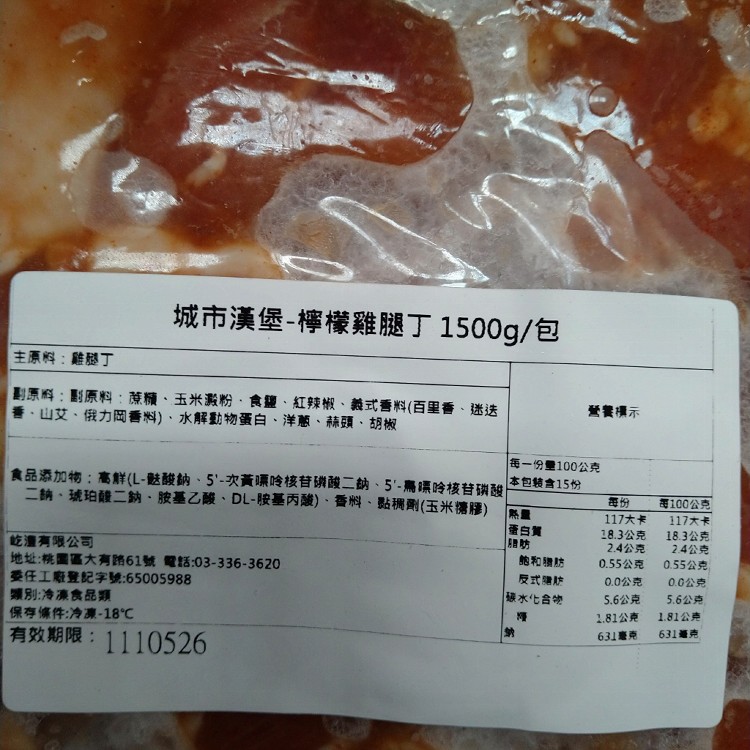 城市漢堡-檸檬雞腿丁 1500g/包
主原料：雞腿丁
副原料：副原料：蔗糖、玉米澱粉、食鹽、紅辣椒、義式香料(百里香、迷迭
香、山艾、俄力岡香料)、水解動物蛋白、洋蔥、蒜頭、胡椒
食品添加物：高鮮(L-麩酸鈉、5'-次黃嘌呤核苷磷酸二鈉、5'-鳥嘌呤核苷磷酸
二鈉、琥珀酸二鈉、胺基乙酸、DL-胺基丙酸)、香料、黏稠劑(玉米糖膠)
屹澧有限公司
地址:桃園區大有路61號 電話:03-336-3620
委任工廠登記字號:65005988
類別:冷凍食品類
保存條件:冷凍-18℃
有效期限：1110526
營養標示
每一份量100公克
本包裝含15份
每份 每100公克
熱量 117大卡 117大卡
蛋白質 18.3公克 18.3公克
脂肪 2.4公克 2.4公克
飽和脂肪 0.55公克 0.55公克
反式脂肪 0.0公克 0.0公克
碳水化合物 5.6公克 5.6公克
糖 1.81公克 1.81公克
鈉 631毫克 631毫克